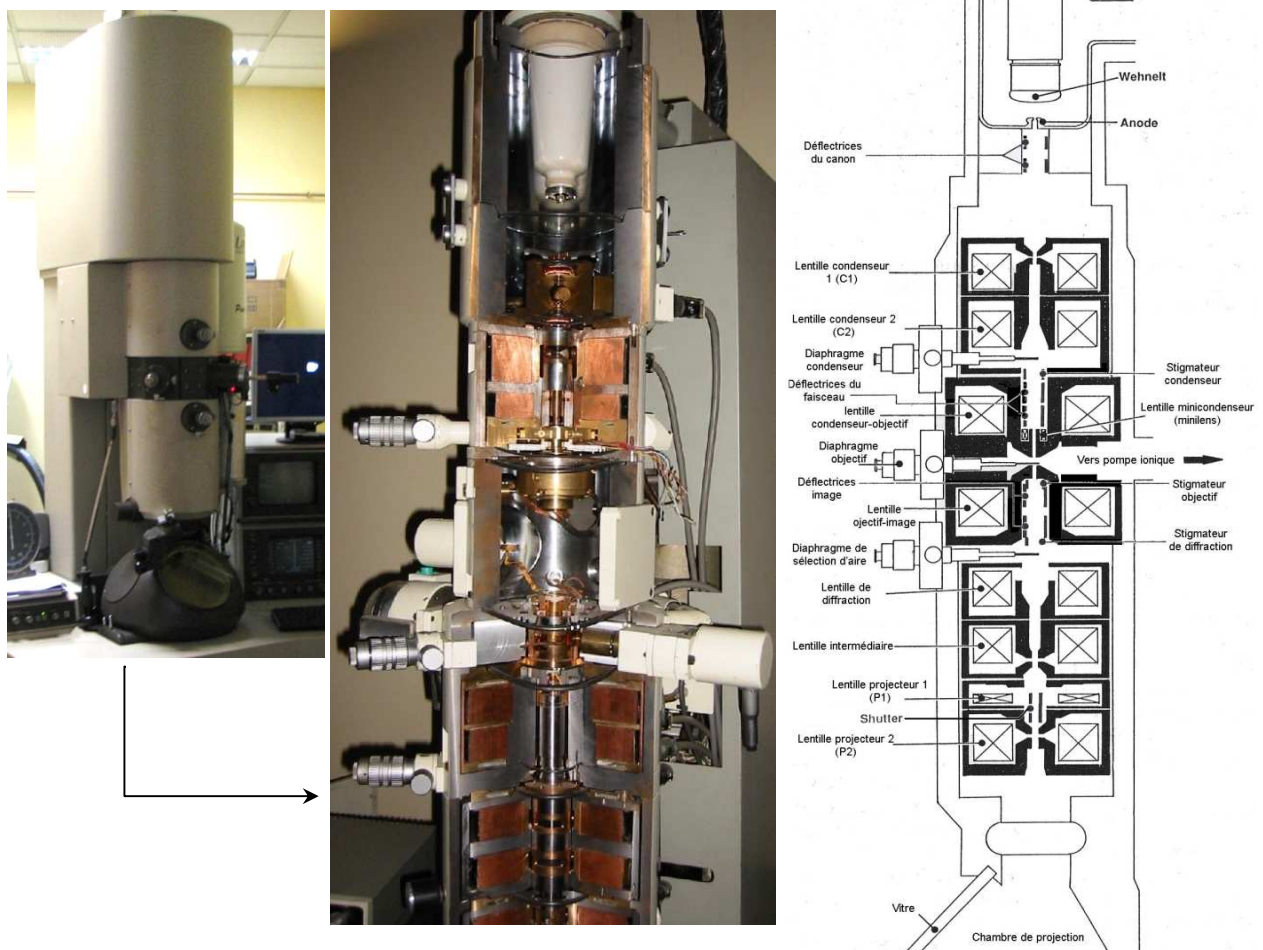 Wehnelt
Anode
Déflectrices
du canon
Lentille condenseur
1 (C1)
Lentille condenseur 2
(C2)
Diaphragme
condenseur
Stigmateur
condenseur
Déflectrices du
faisceau
lentille
condenseur-objectif
Lentille minicondenseur
(minilens)
Diaphragme
objectif
Vers pompe ionique
Déflectrices
image
Stigmateur
objectif
Lentille
ojectif-image
Stigmateur
de diffraction
Diaphragme de
sélection d'aire
Lentille de
diffraction
Lentille intermédiaire
Lentille projecteur 1
(P1)
Shutter
Lentille projecteur 2
(P2)
Vitre
Chambre de projection